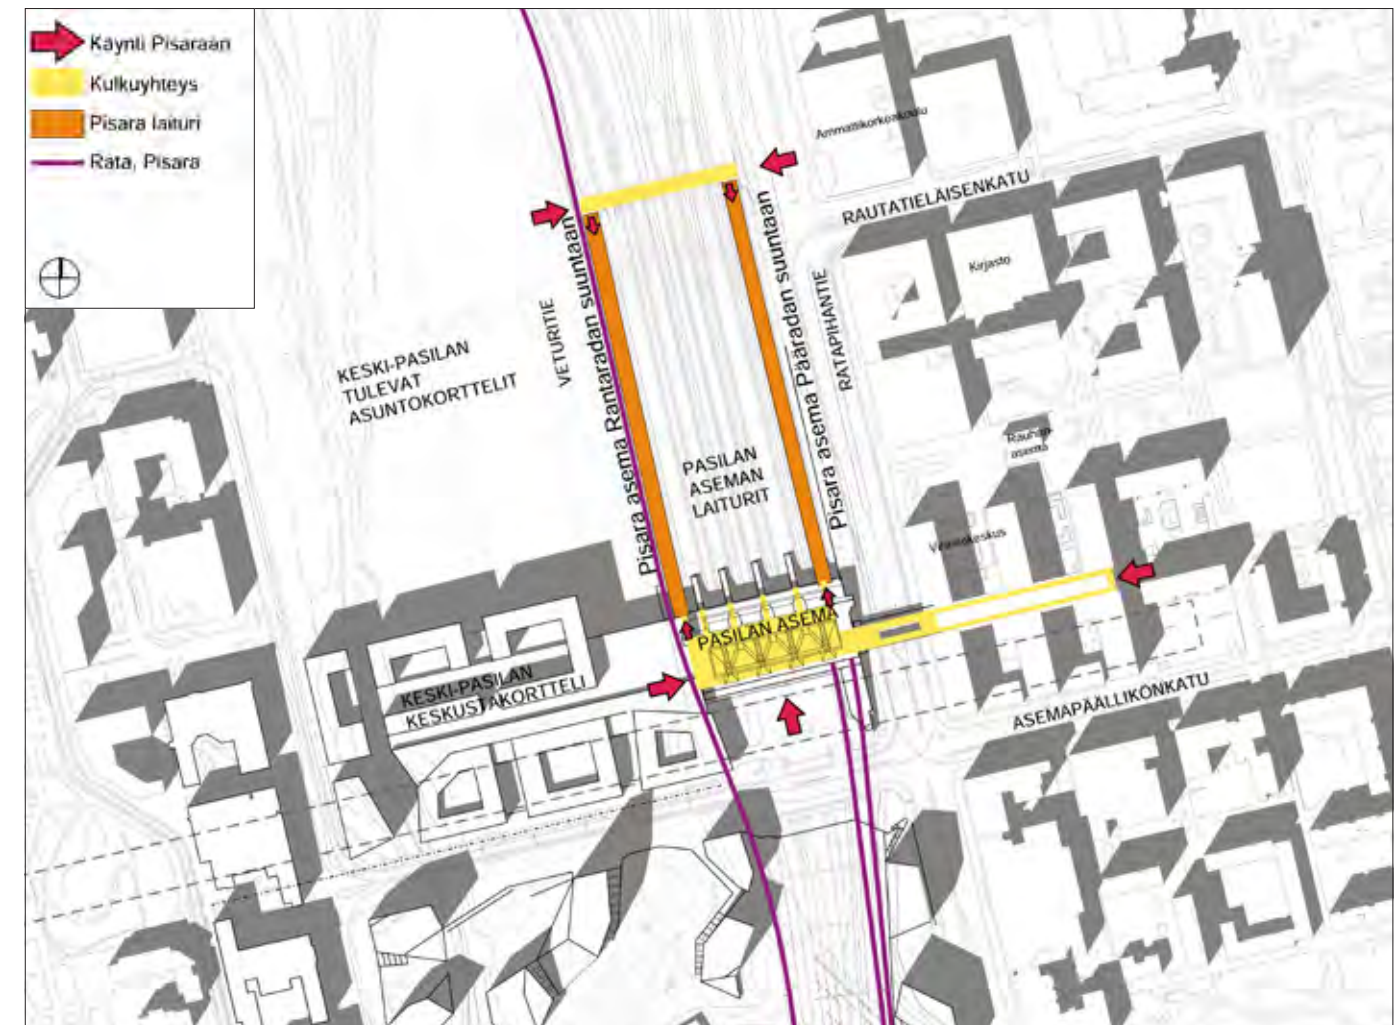 Käynti Pisaraan
Kulkuyhteys
Pisara laituri
Rata, Pisara
Ammattikorkeakoulu
RAUTATIELÄISENKATU
Kirjasto
Pisara asema Rantaradan suuntaan
Pisara asema Pääradan suuntaan
VETURITIE
RATAPIHANTIE
KESKI-PASILAN
TULEVAT
ASUNTOKORTTELIT
PASILAN
ASEMAN
LAITURIT
Rauhan-
asema
Virastokeskus
PASILAN ASEMA
KESKI-PASILAN
KESKUSTAKORTTELI
ASEMAPÄÄLLIKÖNKATU